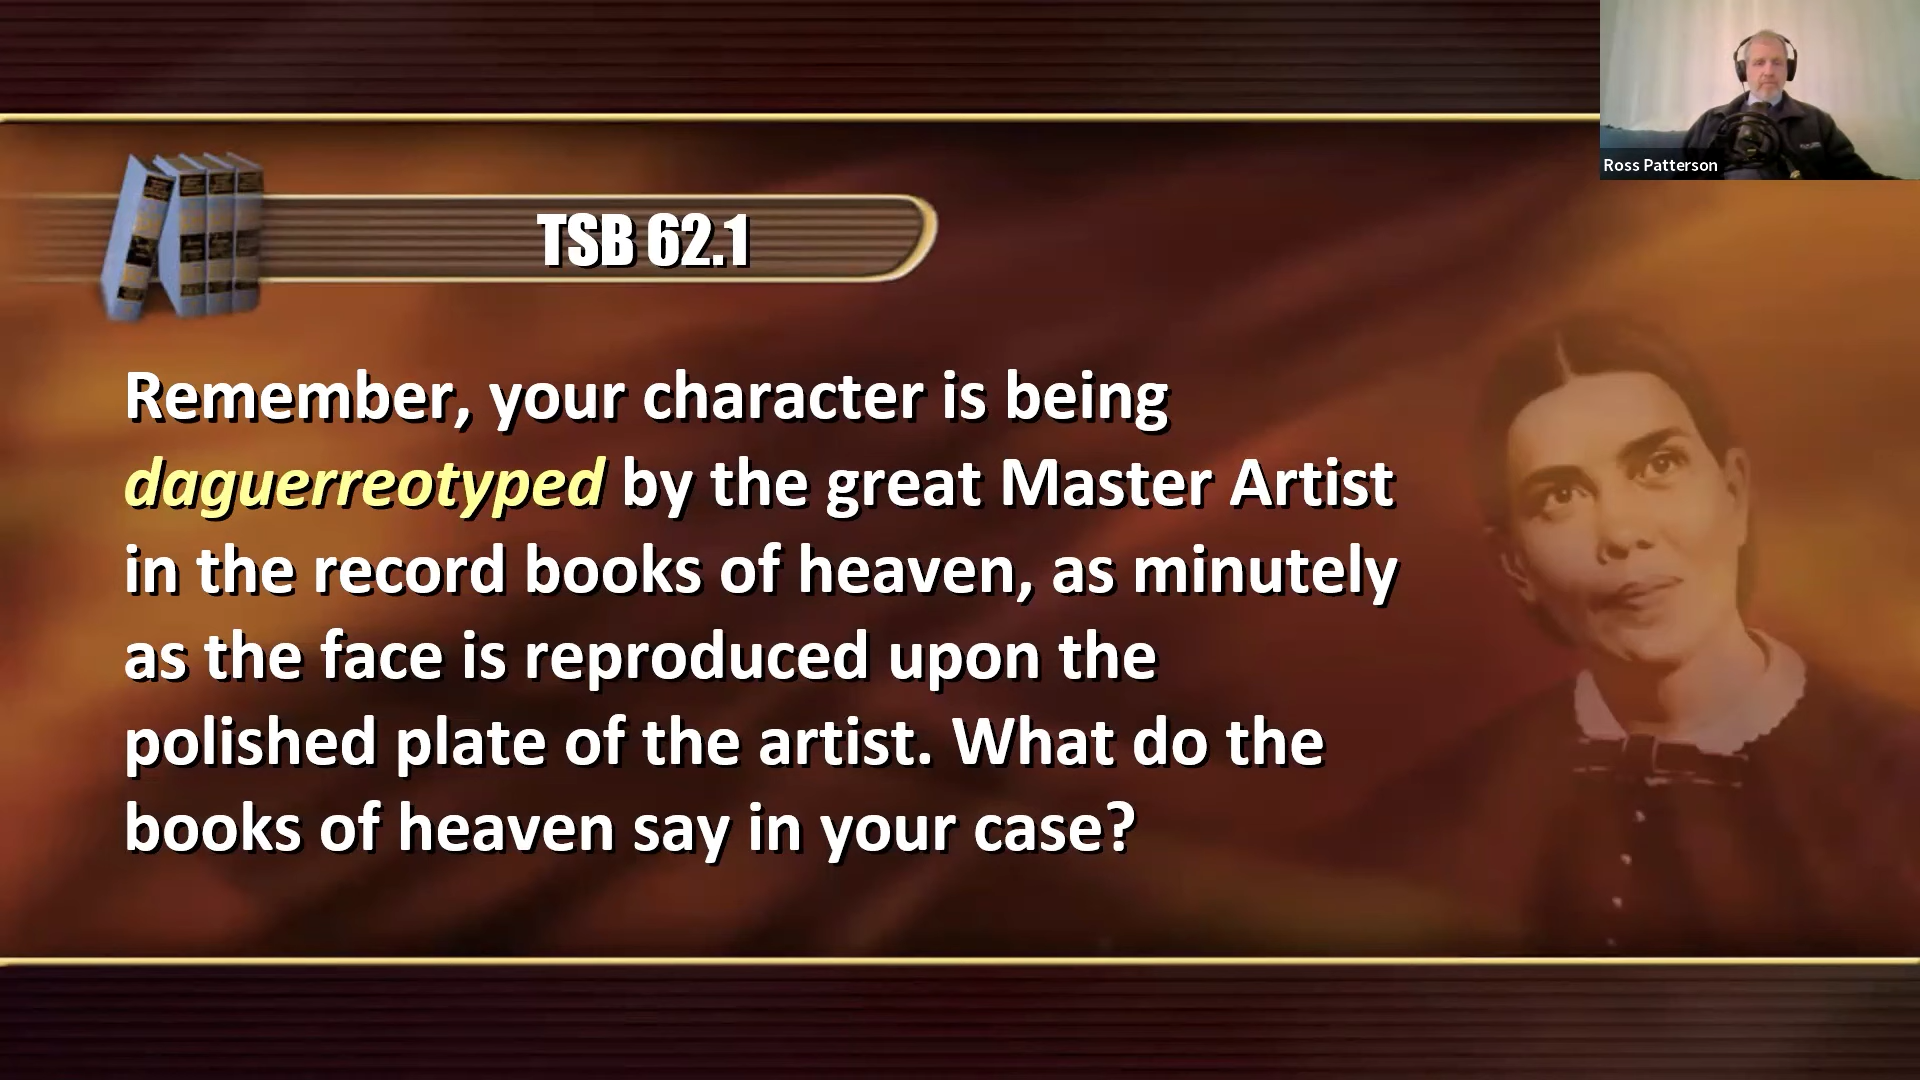 TSB 62.1
Ross Patterson
Remember, your character is being
daguerreotyped by the great Master Artist
in the record books of heaven, as minutely
as the face is reproduced upon the
polished plate of the artist. What do the
books of heaven say in your case?